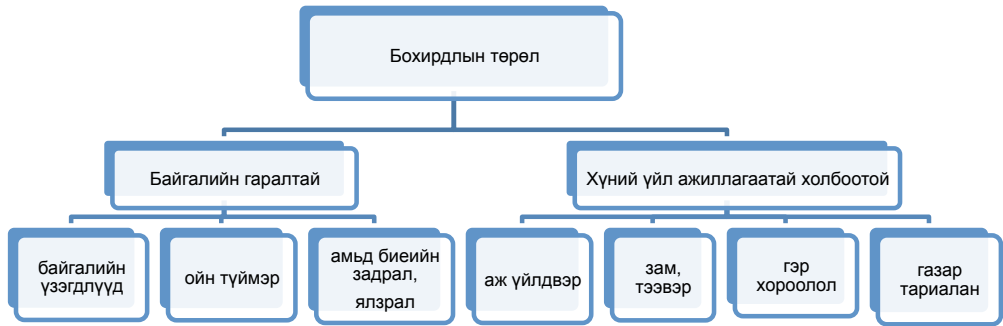 Бохирдлын төрөл
Байгалийн гаралтай
Хүний үйл ажиллагаатай холбоотой
байгалийн
үзэгдлүүд
ойн түймэр
амьд биеийн
задрал,
ялзрал
аж үйлдвэр
зам,
тээвэр
гэр
хороолол
газар
тариалан